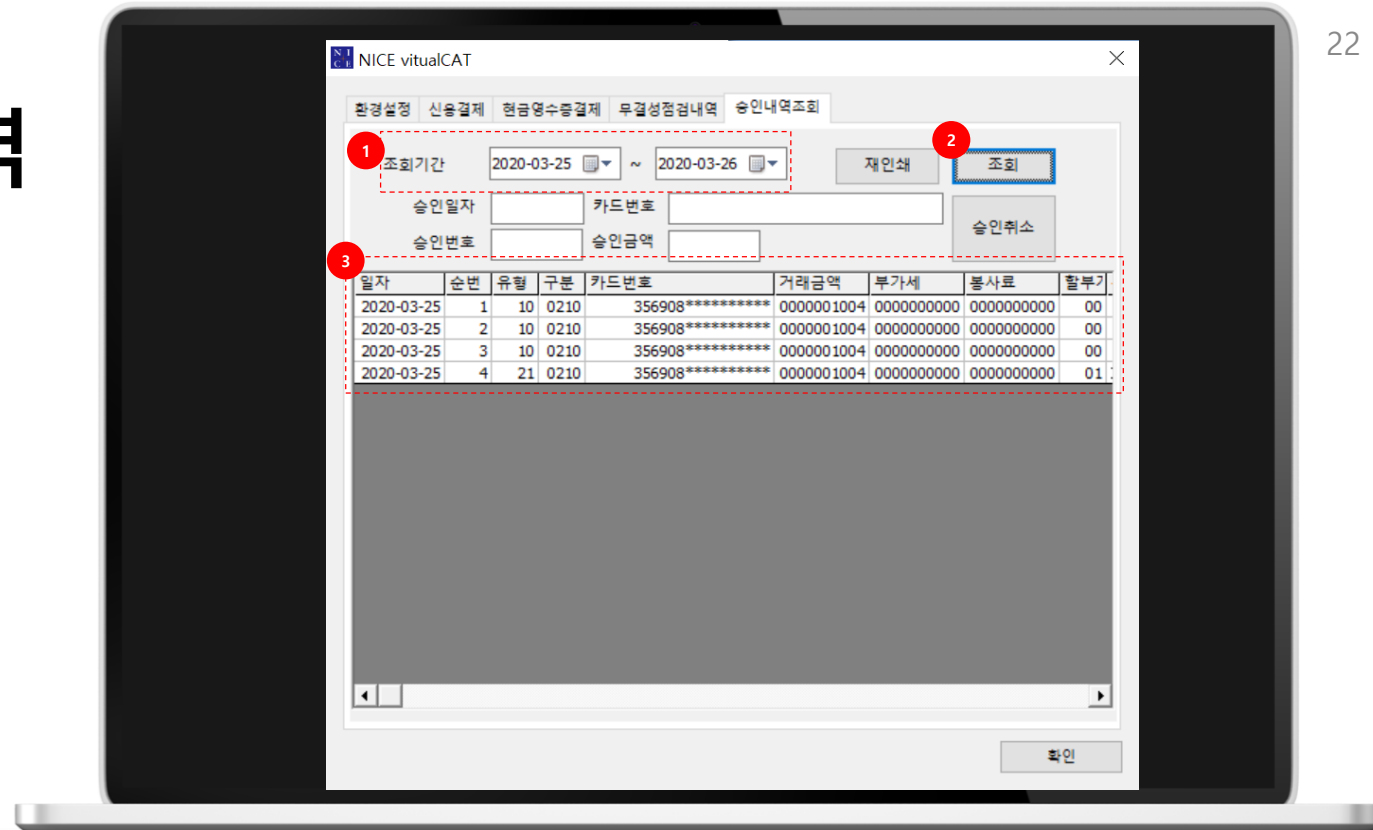 22
NICE vitualCAT
환경설정 신용결제 현금영수증결제 무결성점검내역 승인내역조회
1 조회기간 2020-03-25 ~ 2020-03-26 재인쇄 2 조회
승인일자 카드번호 승인취소
승인번호 승인금액
3
일자 순번 유형 구분 카드번호 거래금액 부가세 봉사료 할부기
2020-03-25 1 10 0210 356908********** 0000001004 0000000000 0000000000 00
2020-03-25 2 10 0210 356908********** 0000001004 0000000000 0000000000 00
2020-03-25 3 10 0210 356908********** 0000001004 0000000000 0000000000 00
2020-03-25 4 21 0210 356908********** 0000001004 0000000000 0000000000 01
확인